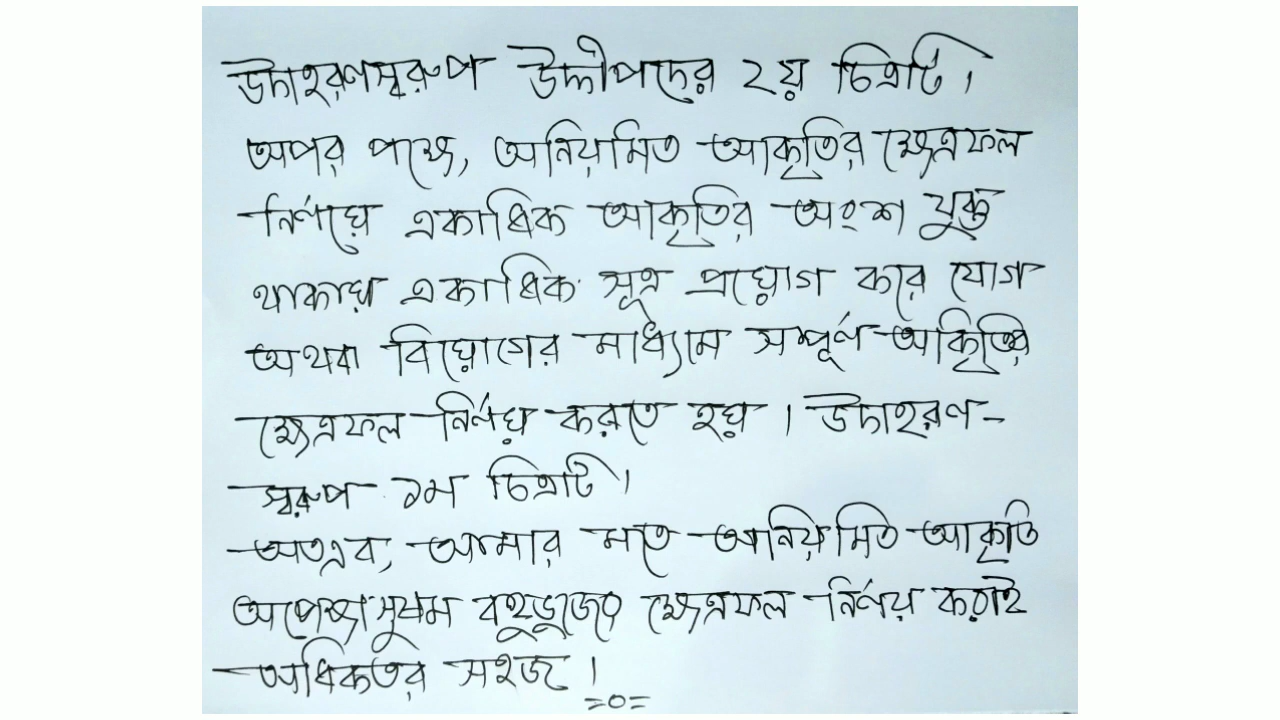 উদাহরণস্বরুপ উদ্দীপদের ২য় চিত্রটি।
অপর পক্ষে, অনিয়ামিত আকৃতির ক্ষেত্রফল
নির্ণয়ে একাধিক আকৃতির অংশ যুক্ত
থাকায় একাধিক সূত্র প্রয়োগ করে যোগ
অথবা বিয়োগের মাধ্যমে সম্পূর্ণ আকৃতির
ক্ষেত্রফল নির্ণয় করতে হয়। উদাহরণ-
স্বরুপ ১ম চিত্রটি।
অতএব, আমার মতে অনিয়মিত আকৃতি
অপেক্ষা সুষম বহুভুজের ক্ষেত্রফল নির্ণয় করাই
অধিকতর সহজ।
=০=